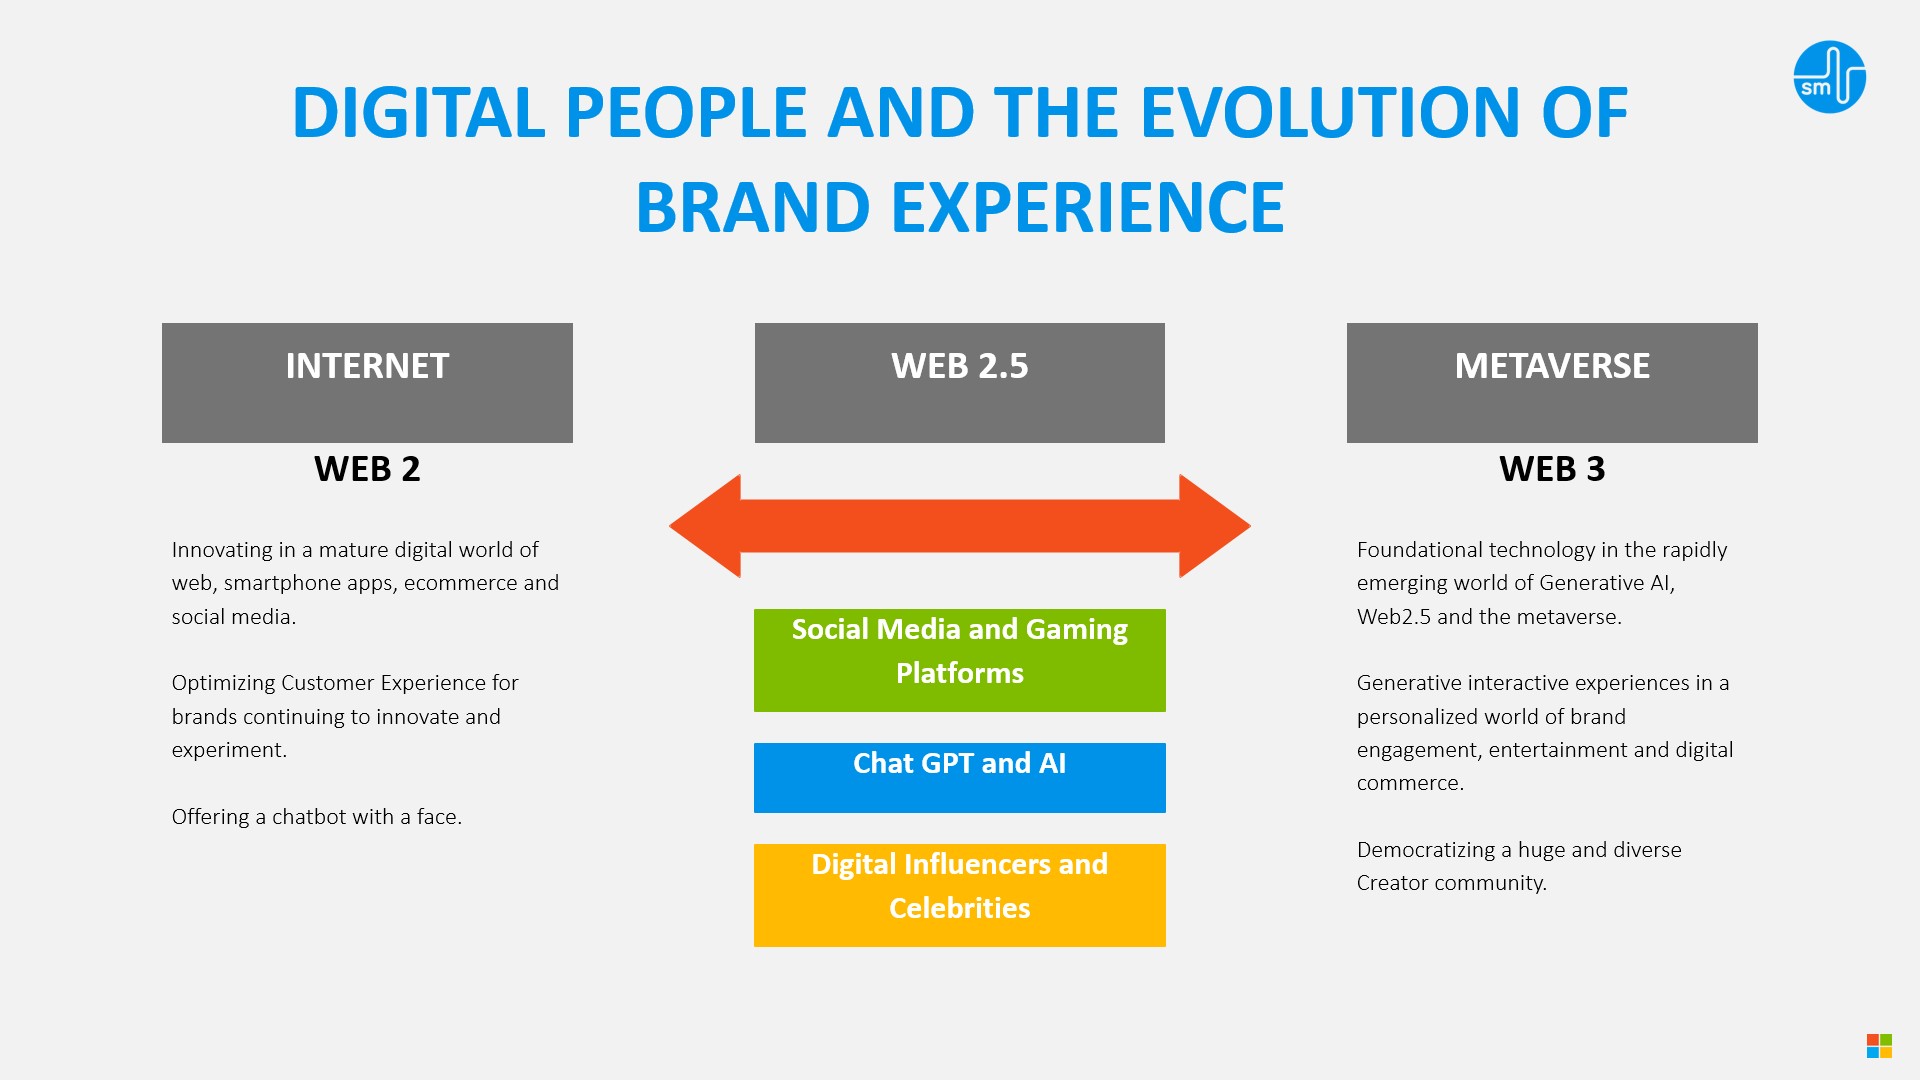 sm
DIGITAL PEOPLE AND THE EVOLUTION OF
BRAND EXPERIENCE
INTERNET
WEB 2
Innovating in a mature digital world of
web, smartphone apps, ecommerce and
social media.
Optimizing Customer Experience for
brands continuing to innovate and
experiment.
Offering a chatbot with a face.
WEB 2.5
Social Media and Gaming
Platforms
Chat GPT and AI
Digital Influencers and
Celebrities
METAVERSE
WEB 3
Foundational technology in the rapidly
emerging world of Generative AI,
Web2.5 and the metaverse.
Generative interactive experiences in a
personalized world of brand
engagement, entertainment and digital
commerce.
Democratizing a huge and diverse
Creator community.